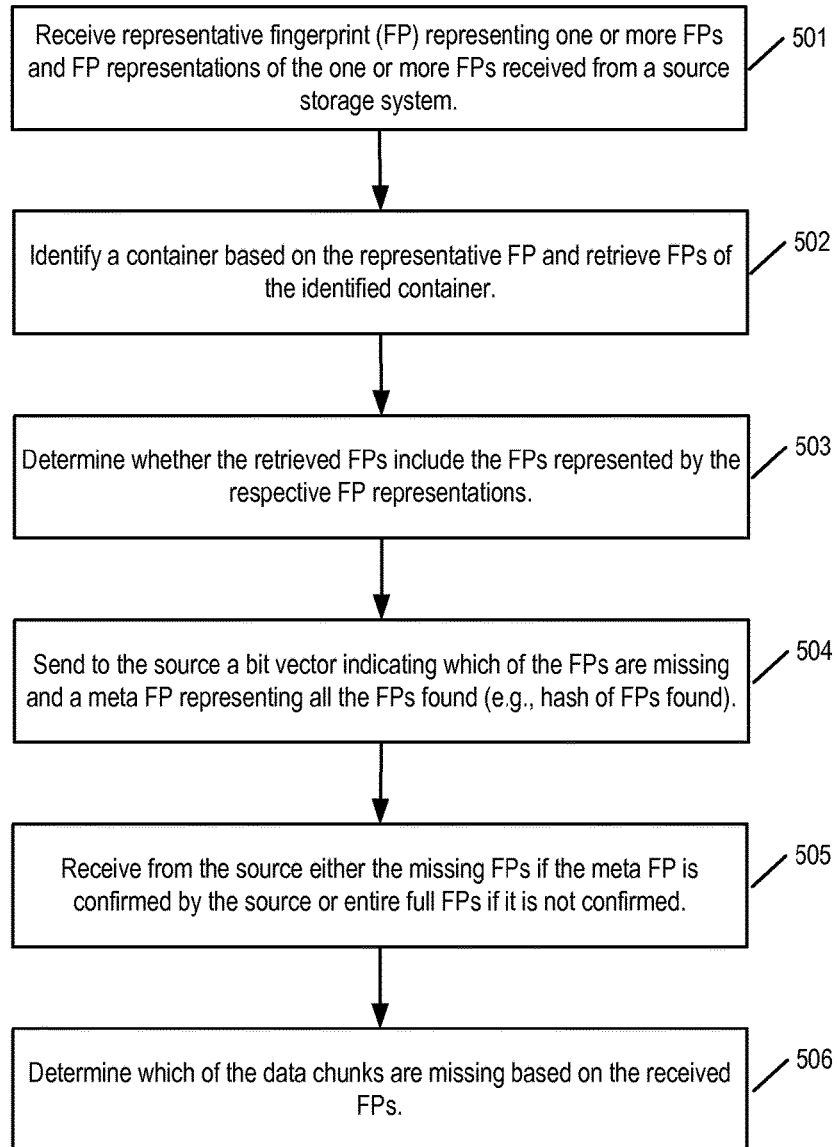 Receive representative fingerprint (FP) representing one or more FPs
and FP representations of the one or more FPs received from a source
storage system.
501
Identify a container based on the representative FP and retrieve FPs of
the identified container.
502
Determine whether the retrieved FPs include the FPs represented by the
respective FP representations.
503
Send to the source a bit vector indicating which of the FPs are missing
and a meta FP representing all the FPs found (e.g., hash of FPs found).
504
Receive from the source either the missing FPs if the meta FP is
confirmed by the source or entire full FPs if it is not confirmed.
505
Determine which of the data chunks are missing based on the received
FPs.
506